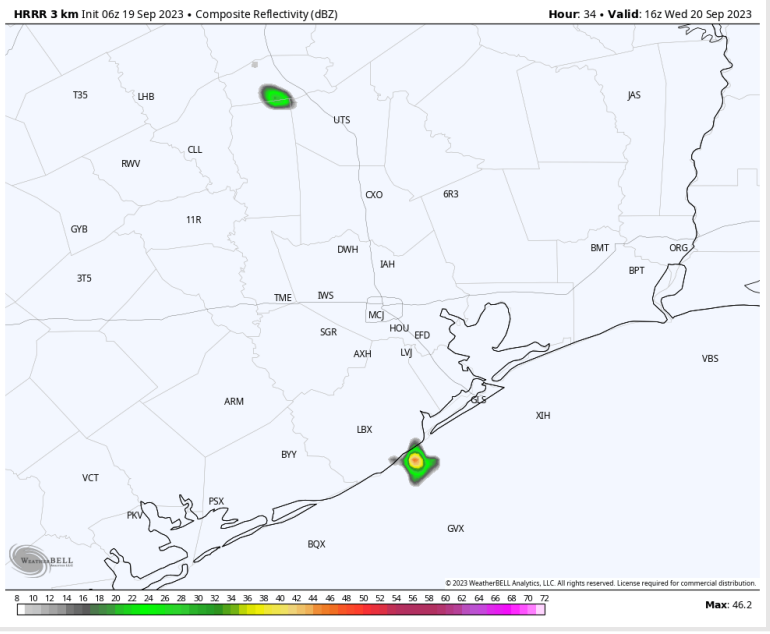 HRRR 3 km Init 06z 19 Sep 2023 • Composite Reflectivity (dBZ)
Hour: 34 • Valid: 16z Wed 20 Sep 2023
T35
LHB
JAS
UTS
CLL
RWV
CXO
6R3
11R
GYB
DWH
BMT
ORG
IAH
BPT
3T5
TME
IWS
MCJ
SGR
HOU
EFD
AXH
LVJ
VBS
ARM
GLS
XIH
LBX
BYY
VCT
PSX
PKV
GVX
BQX
WEATHERBELL
© 2023 WeatherBELL Analytics, LLC. All rights reserved. License required for commercial distribution.
8 10 12 14 16 18 20 22 24 26 28 30 32 34 36 38 40 42 44 46 48 50 52 54 56 58 60 62 64 66 68 70 72
Max: 46.2